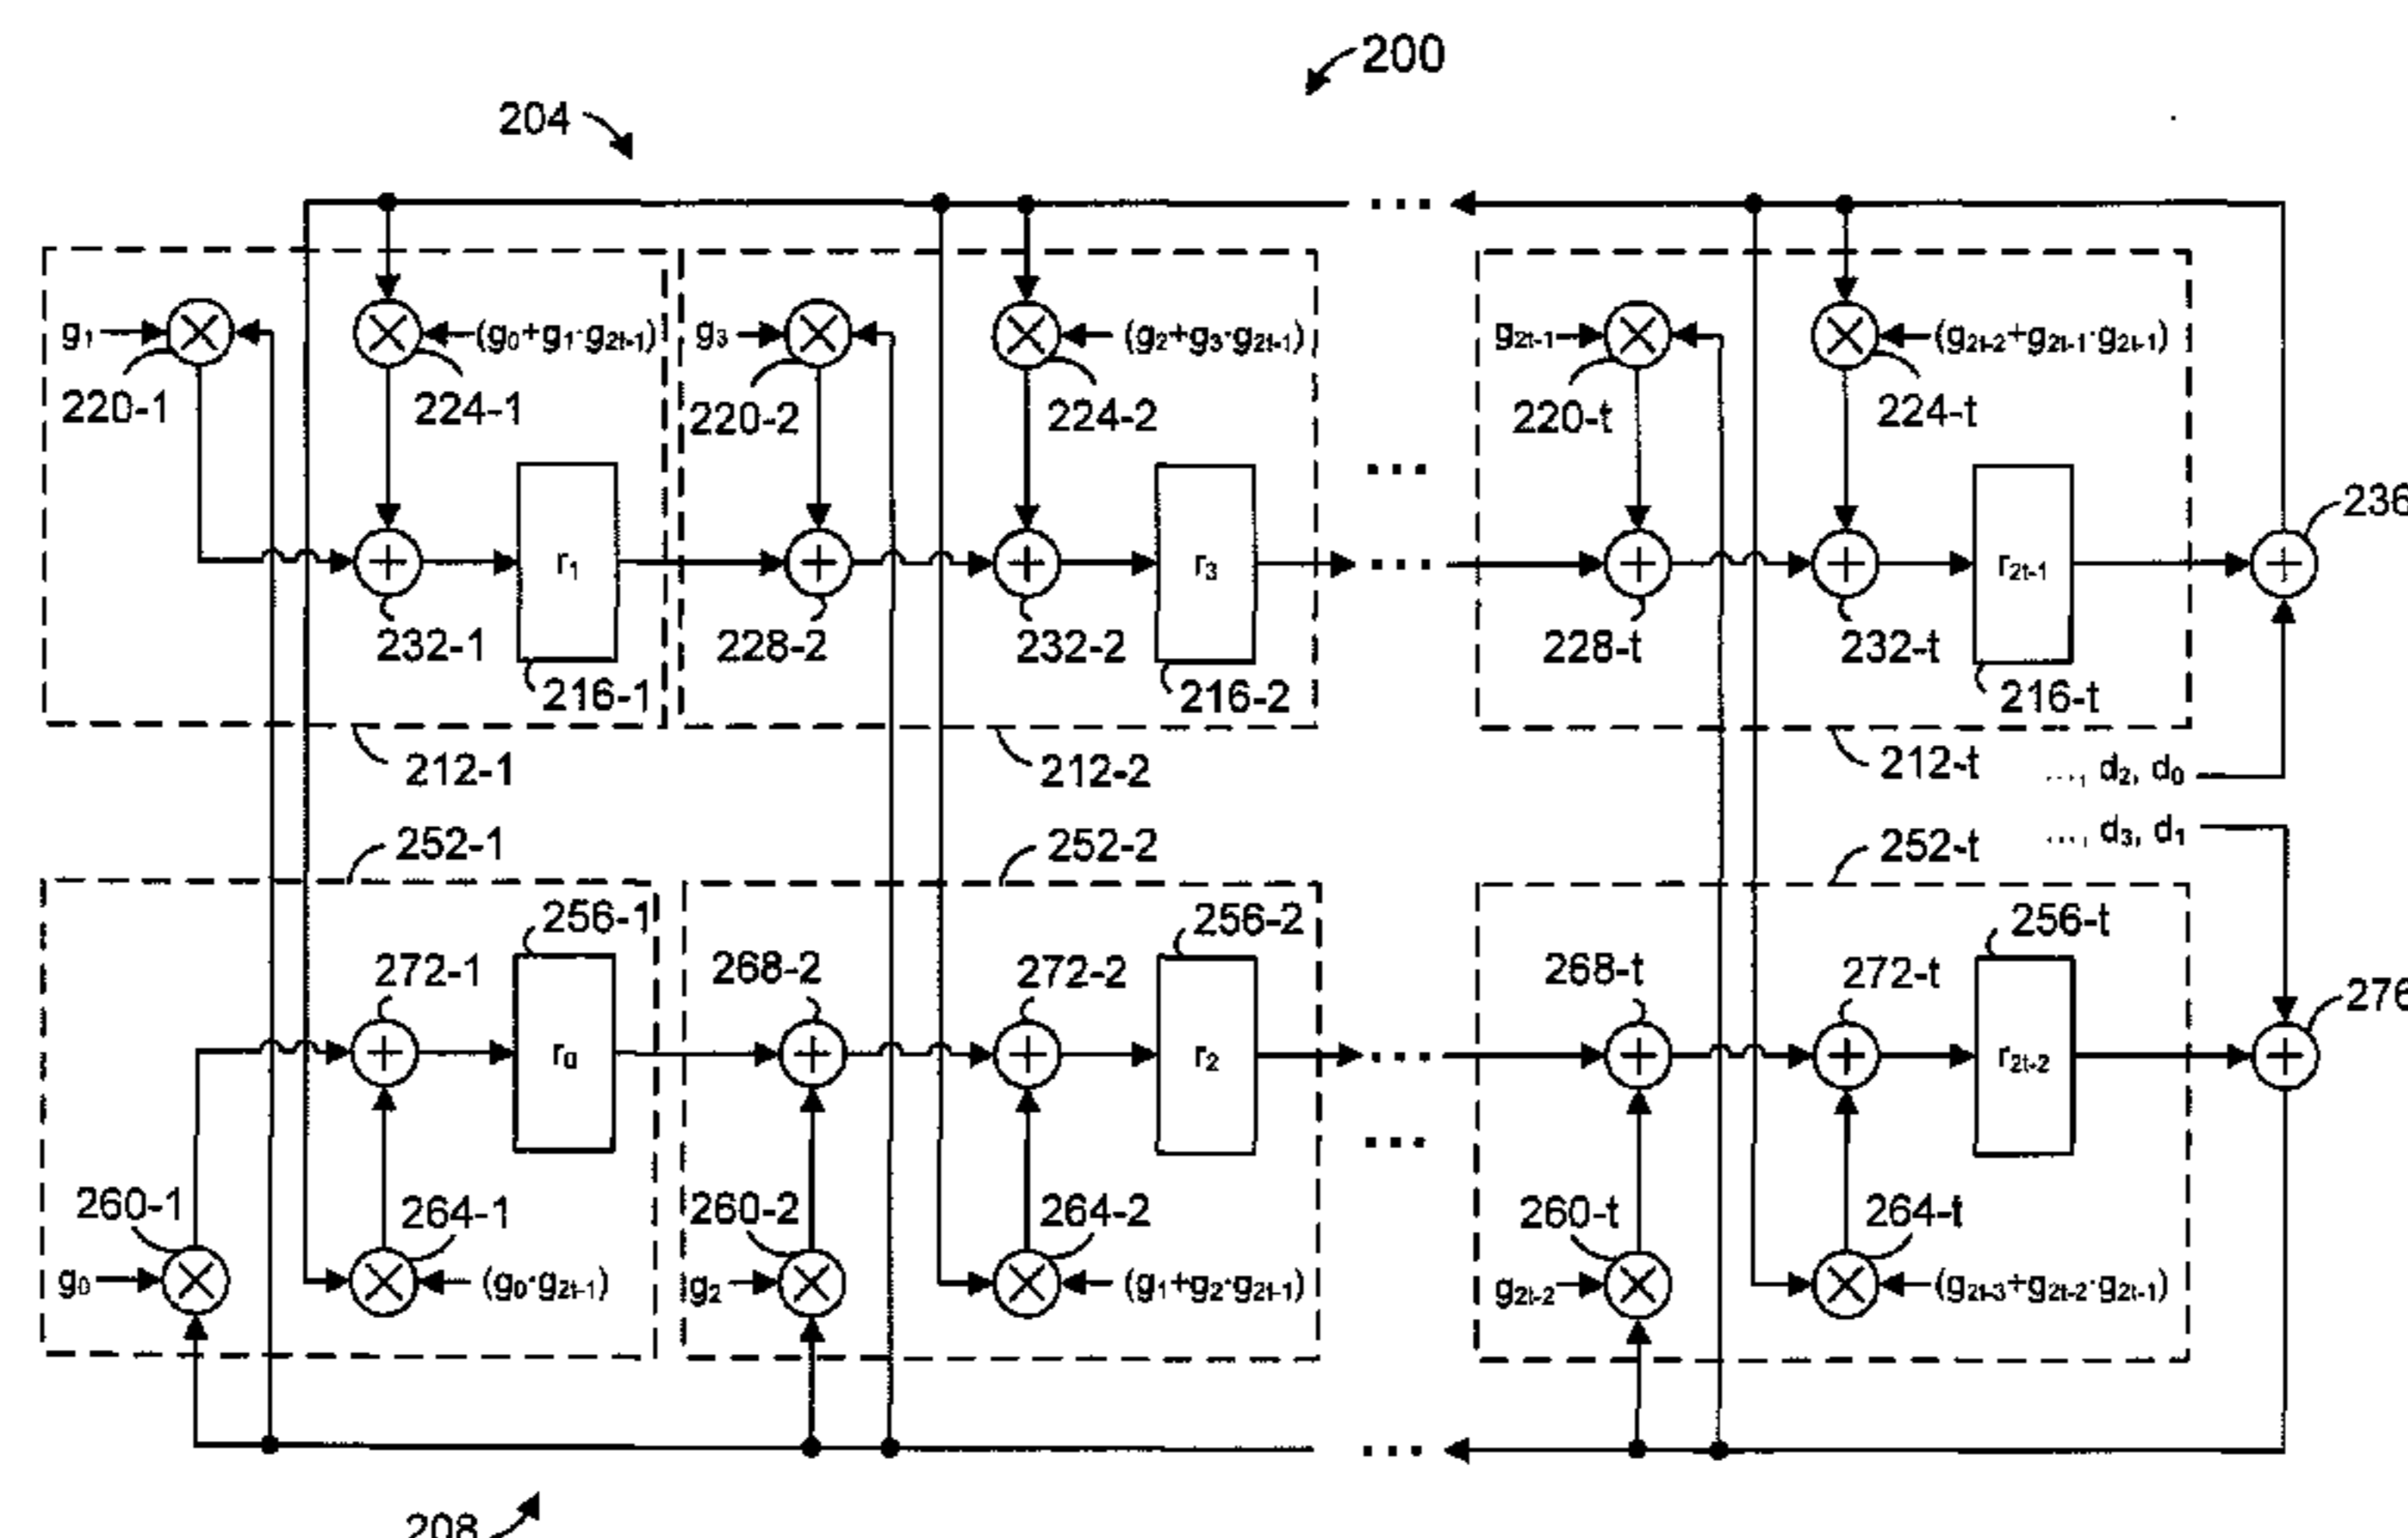 200
204
g₁
(g₀+g₁·g₂ₜ₋₁)
g₃
(g₂+g₃·g₂ₜ₋₁)
g₂ₜ₋₁
(g₂ₜ₋₂+g₂ₜ₋₁·g₂ₜ₋₁)
220-1
224-1
220-2
224-2
220-t
224-t
...
236
r₁
r₃
...
r₂ₜ₋₁
232-1
228-2
232-2
228-t
232-t
216-1
216-2
216-t
212-1
212-2
212-t
..., d₂, d₀
..., d₃, d₁
252-1
252-2
252-t
256-1
256-2
256-t
272-1
268-2
272-2
268-t
272-t
276
r₀
r₂
...
r₂ₜ₋₂
...
260-1
264-1
260-2
264-2
260-t
264-t
g₀
(g₀·g₂ₜ₋₁)
g₂
(g₁+g₂·g₂ₜ₋₁)
g₂ₜ₋₂
(g₂ₜ₋₃+g₂ₜ₋₂·g₂ₜ₋₁)
...
208